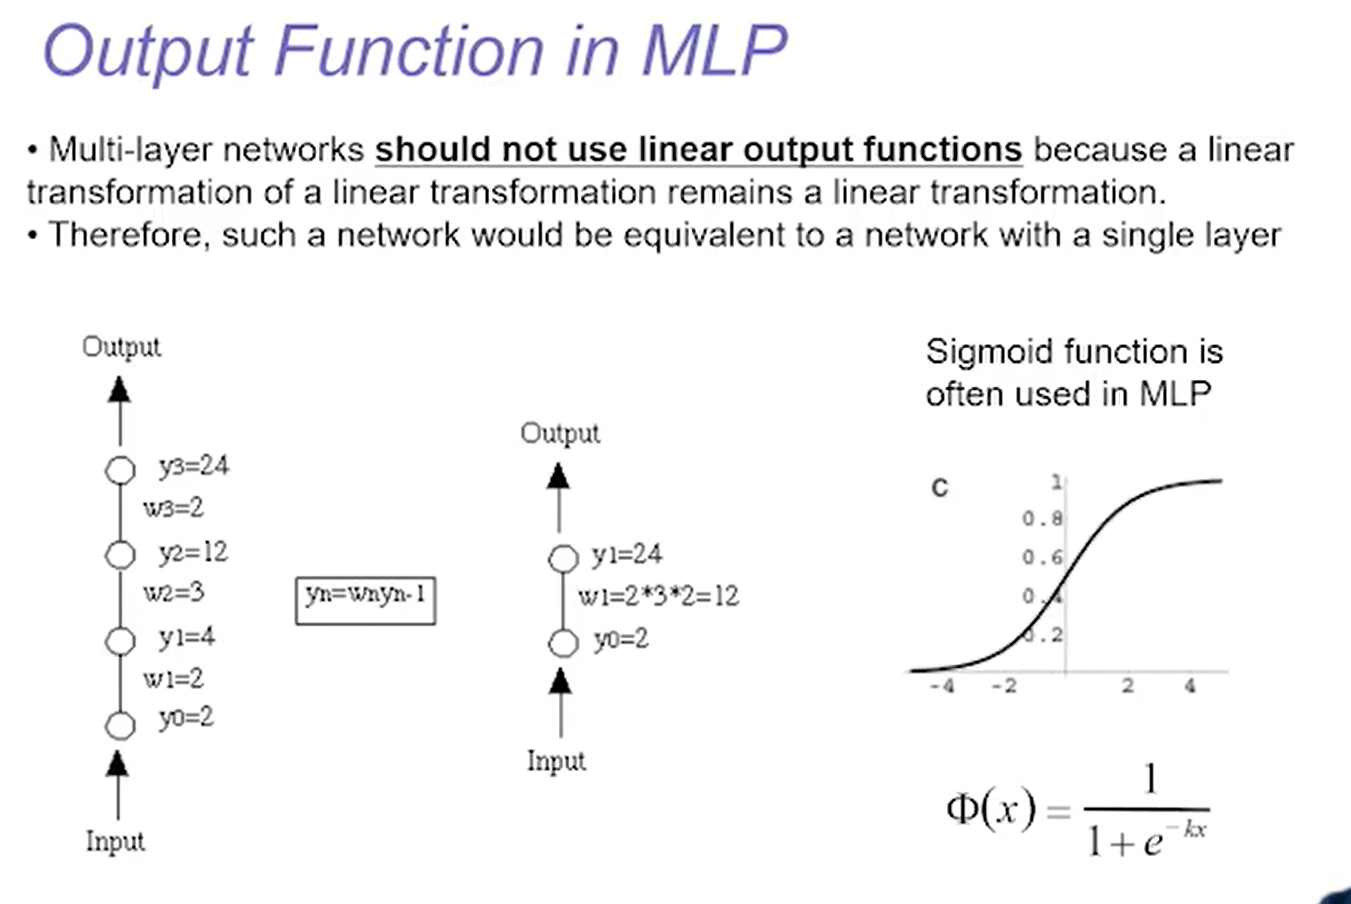 Output Function in MLP
• Multi-layer networks should not use linear output functions because a linear
transformation of a linear transformation remains a linear transformation.
• Therefore, such a network would be equivalent to a network with a single layer
Output
y3=24
w3=2
y2=12
w2=3
y1=4
w1=2
y0=2
Input
yn=wnyn-1
Output
y1=24
w1=2*3*2=12
y0=2
Input
Sigmoid function is
often used in MLP
C
1
0.8
0.6
0.4
0.2
-4 -2 2 4
Φ(x) = 1 / (1+e^-kx)